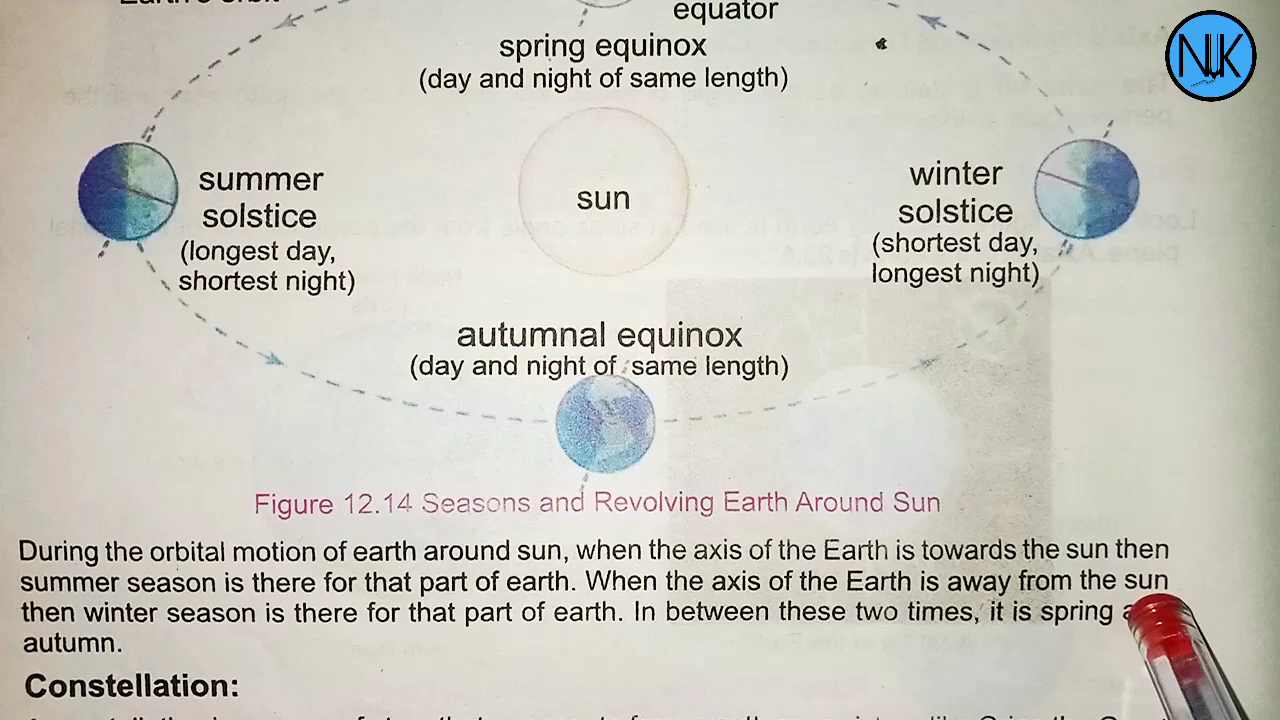 equator
NJK
spring equinox
(day and night of same length)
summer
solstice
(longest day,
shortest night)
sun
winter
solstice
(shortest day,
longest night)
autumnal equinox
(day and night of same length)
Figure 12.14 Seasons and Revolving Earth Around Sun
During the orbital motion of earth around sun, when the axis of the Earth is towards the sun then
summer season is there for that part of earth. When the axis of the Earth is away from the sun
then winter season is there for that part of earth. In between these two times, it is spring
autumn.
Constellation: